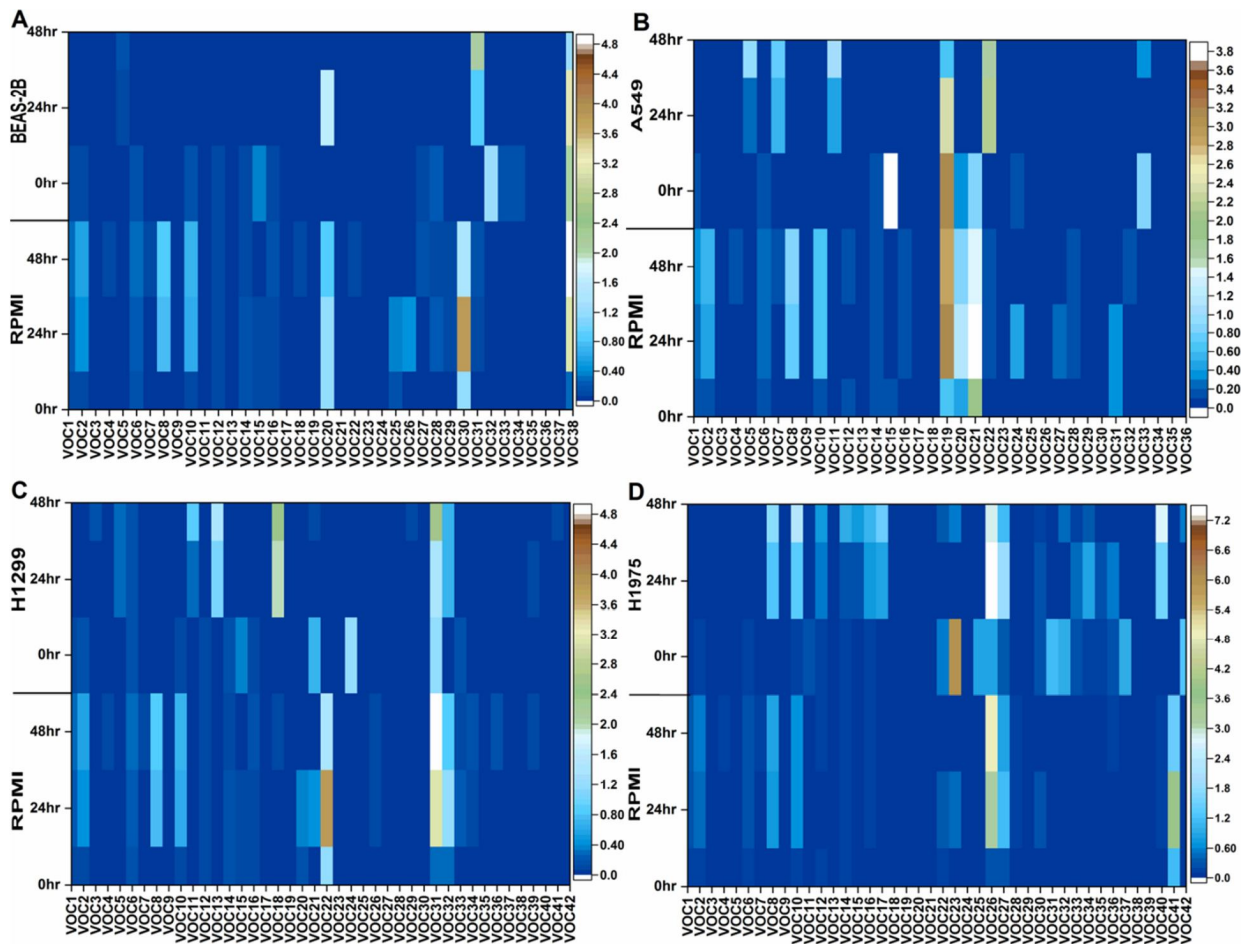 A
BEAS-2B
RPMI
48hr
24hr
0hr
48hr
24hr
0hr
VOC1
VOC2
VOC3
VOC4
VOC5
VOC6
VOC7
VOC8
VOC9
VOC10
VOC11
VOC12
VOC13
VOC14
VOC15
VOC16
VOC17
VOC18
VOC19
VOC20
VOC21
VOC22
VOC23
VOC24
VOC25
VOC26
VOC27
VOC28
VOC29
VOC30
VOC31
VOC32
VOC33
VOC34
VOC35
VOC36
VOC37
VOC38
4.8
4.4
4.0
3.6
3.2
2.8
2.4
2.0
1.6
1.2
0.80
0.40
0.0
B
A549
RPMI
48hr
24hr
0hr
48hr
24hr
0hr
VOC1
VOC2
VOC3
VOC4
VOC5
VOC6
VOC7
VOC8
VOC9
VOC10
VOC11
VOC12
VOC13
VOC14
VOC15
VOC16
VOC17
VOC18
VOC19
VOC20
VOC21
VOC22
VOC23
VOC24
VOC25
VOC26
VOC27
VOC28
VOC29
VOC30
VOC31
VOC32
VOC33
VOC34
VOC35
VOC36
3.8
3.6
3.4
3.2
3.0
2.8
2.6
2.4
2.2
2.0
1.8
1.6
1.4
1.2
1.0
0.80
0.60
0.40
0.20
0.0
C
H1299
RPMI
48hr
24hr
0hr
48hr
24hr
0hr
VOC1
VOC2
VOC3
VOC4
VOC5
VOC6
VOC7
VOC8
VOC9
VOC10
VOC11
VOC12
VOC13
VOC14
VOC15
VOC16
VOC17
VOC18
VOC19
VOC20
VOC21
VOC22
VOC23
VOC24
VOC25
VOC26
VOC27
VOC28
VOC29
VOC30
VOC31
VOC32
VOC33
VOC34
VOC35
VOC36
VOC37
VOC38
VOC39
VOC40
VOC41
VOC42
4.8
4.4
4.0
3.6
3.2
2.8
2.4
2.0
1.6
1.2
0.80
0.40
0.0
D
H1975
RPMI
48hr
24hr
0hr
48hr
24hr
0hr
VOC1
VOC2
VOC3
VOC4
VOC5
VOC6
VOC7
VOC8
VOC9
VOC10
VOC11
VOC12
VOC13
VOC14
VOC15
VOC16
VOC17
VOC18
VOC19
VOC20
VOC21
VOC22
VOC23
VOC24
VOC25
VOC26
VOC27
VOC28
VOC29
VOC30
VOC31
VOC32
VOC33
VOC34
VOC35
VOC36
VOC37
VOC38
VOC39
VOC40
VOC41
VOC42
7.2
6.6
6.0
5.4
4.8
4.2
3.6
3.0
2.4
1.8
1.2
0.60
0.0